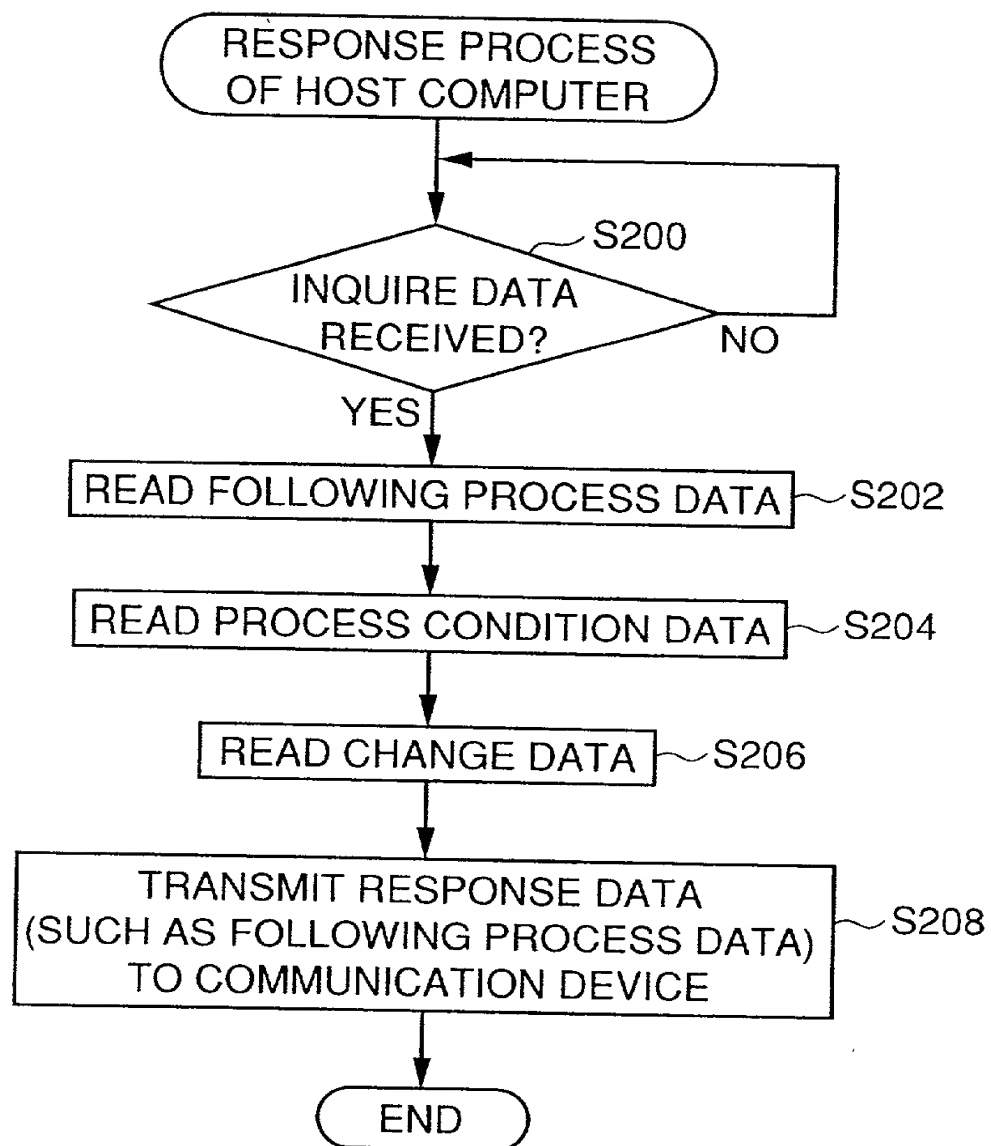 RESPONSE PROCESS
OF HOST COMPUTER
S200
INQUIRE DATA
RECEIVED?
NO
YES
READ FOLLOWING PROCESS DATA
S202
READ PROCESS CONDITION DATA
S204
READ CHANGE DATA
S206
TRANSMIT RESPONSE DATA
(SUCH AS FOLLOWING PROCESS DATA)
TO COMMUNICATION DEVICE
S208
END